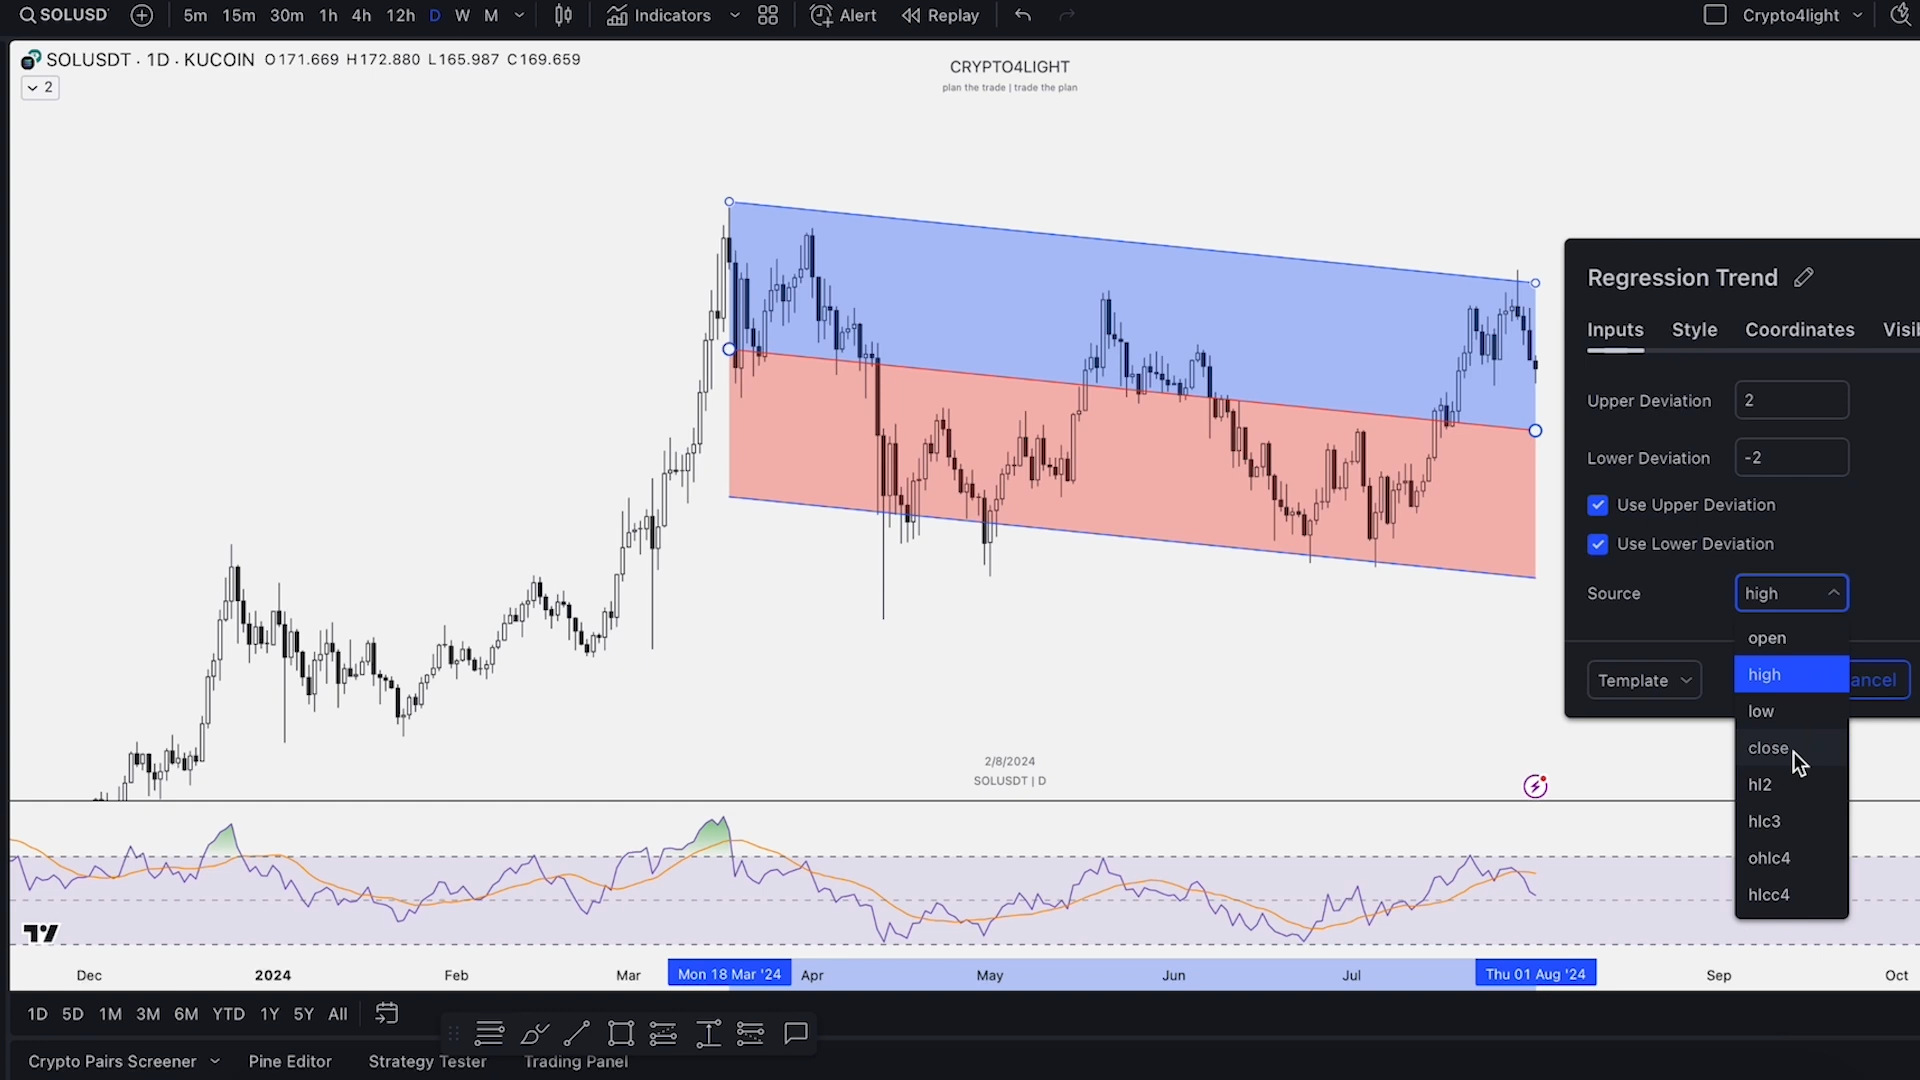 SOLUSD 5m 15m 30m 1h 4h 12h D W M Indicators Alert Replay Crypto4light
SOLUSDT · 1D · KUCOIN O171.669 H172.880 L165.987 C169.659
2
CRYPTO4LIGHT
plan the trade | trade the plan
Regression Trend
Inputs Style Coordinates
Upper Deviation 2
Lower Deviation -2
Use Upper Deviation
Use Lower Deviation
Source high
open
high
low
close
hl2
hlc3
ohlc4
hlcc4
Template
2/8/2024
SOLUSDT | D
Dec 2024 Feb Mar Mon 18 Mar '24 Apr May Jun Jul Thu 01 Aug '24 Sep Oct
1D 5D 1M 3M 6M YTD 1Y 5Y All
Crypto Pairs Screener Pine Editor Strategy Tester Trading Panel